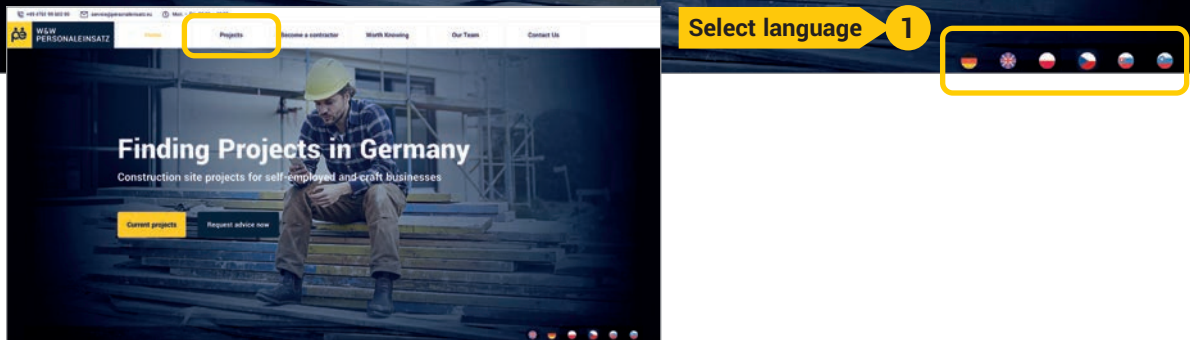 W&W
PERSONALEINSATZ
Home
Projects
Become a contractor
Worth Knowing
Our Team
Contact Us
Finding Projects in Germany
Construction site projects for self-employed and craft businesses
Current projects
Request advice now
Select language
1